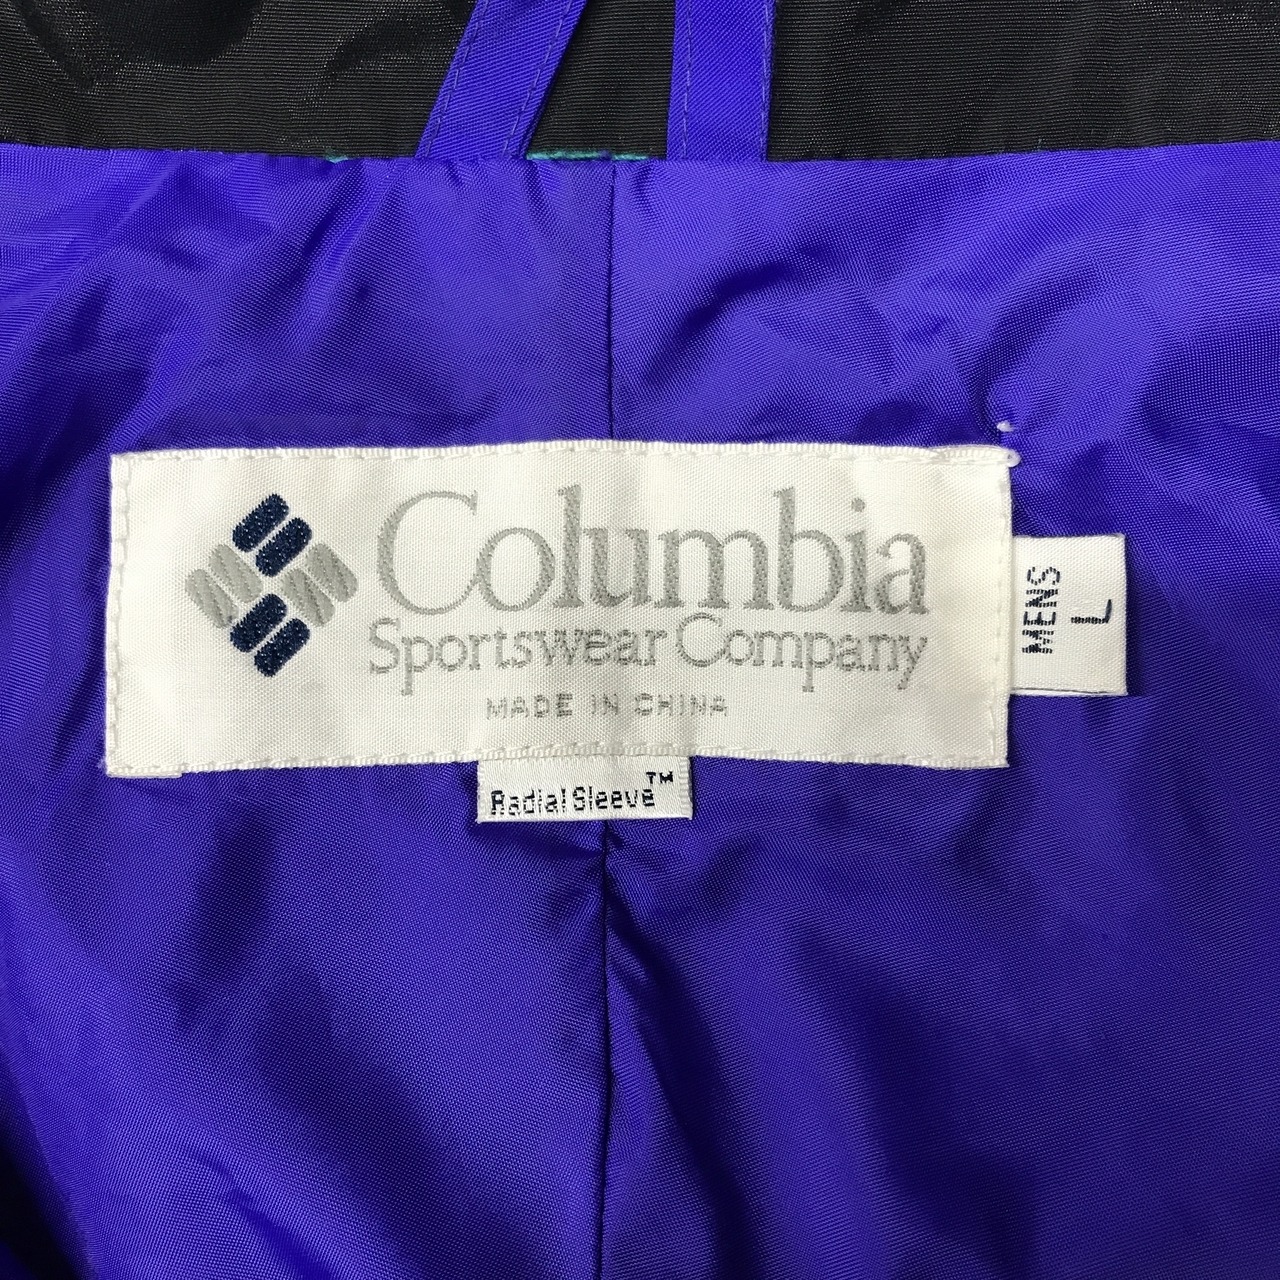 Columbia
Sportswear Company
MADE IN CHINA
Radial Sleeve™
MENS
L